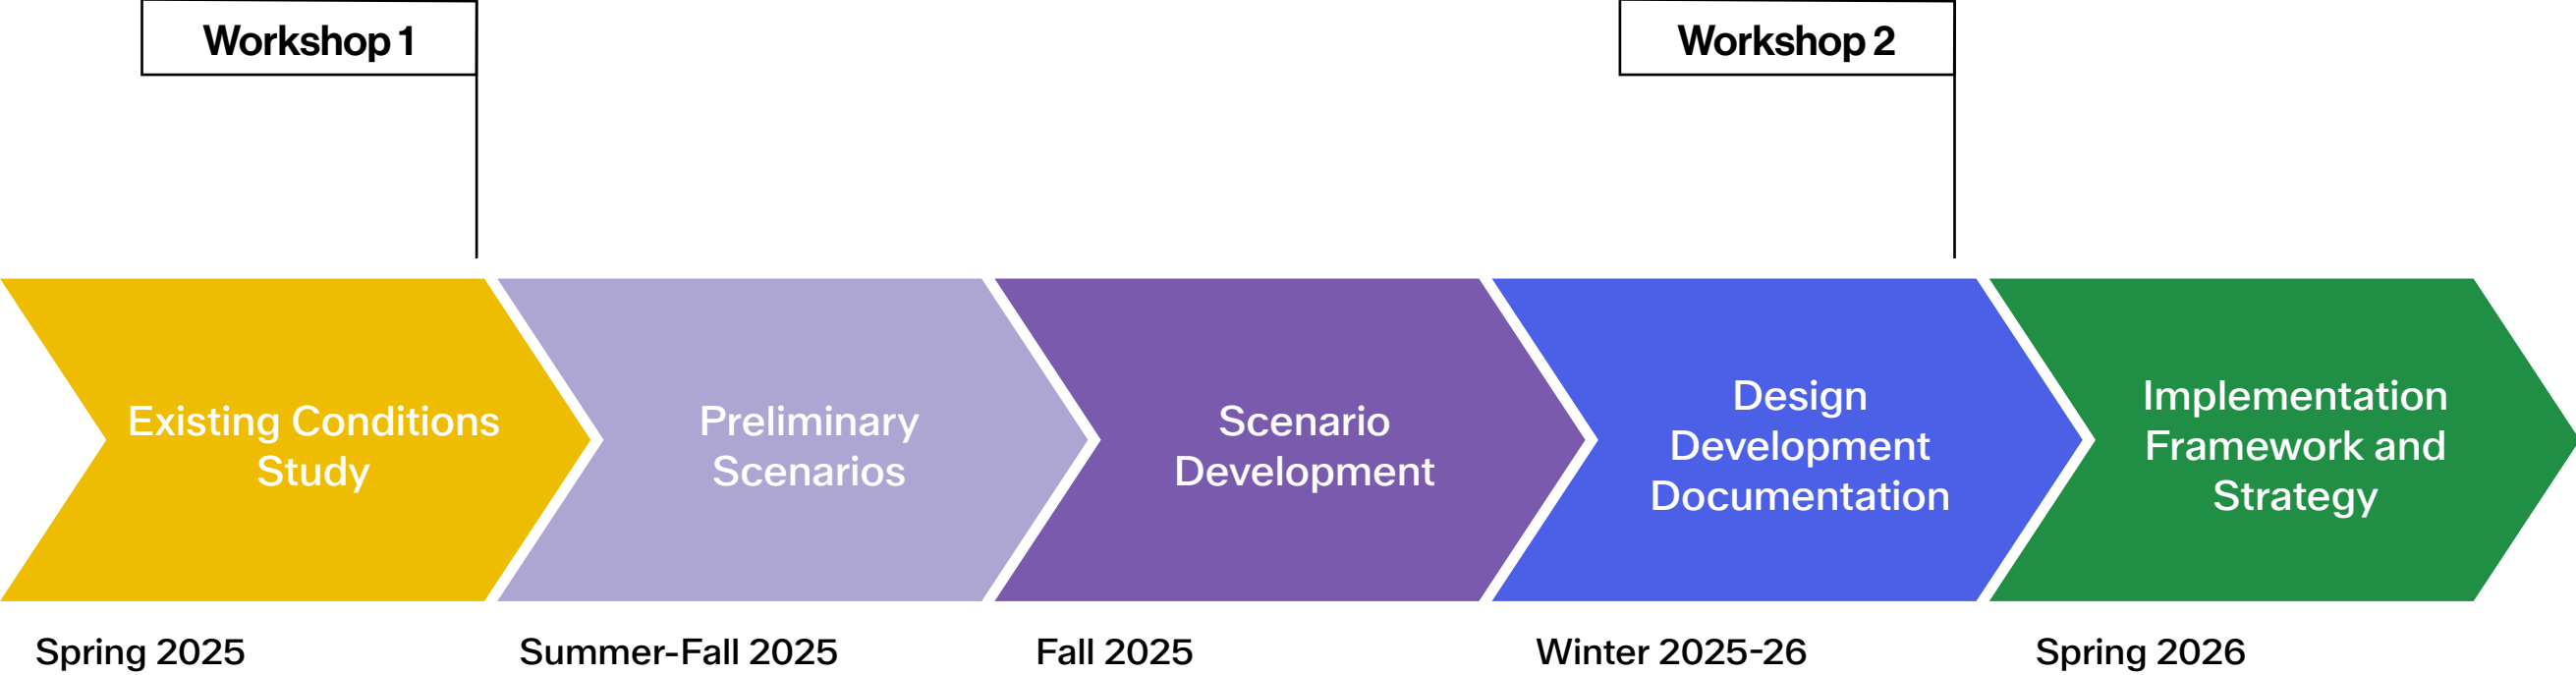 Workshop 1
Workshop 2
Existing Conditions
Study
Preliminary
Scenarios
Scenario
Development
Design
Development
Documentation
Implementation
Framework and
Strategy
Spring 2025
Summer-Fall 2025
Fall 2025
Winter 2025-26
Spring 2026